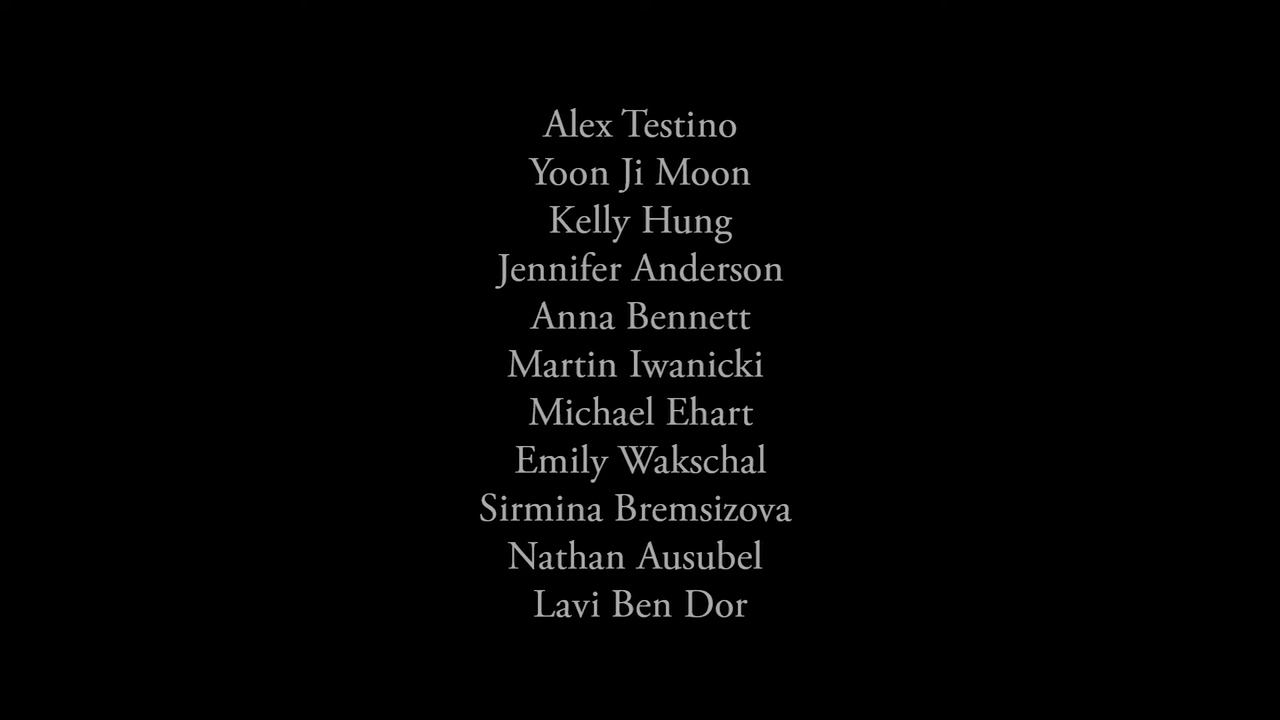 Alex Testino
Yoon Ji Moon
Kelly Hung
Jennifer Anderson
Anna Bennett
Martin Iwanicki
Michael Ehart
Emily Wakschal
Sirmina Bremsizova
Nathan Ausubel
Lavi Ben Dor